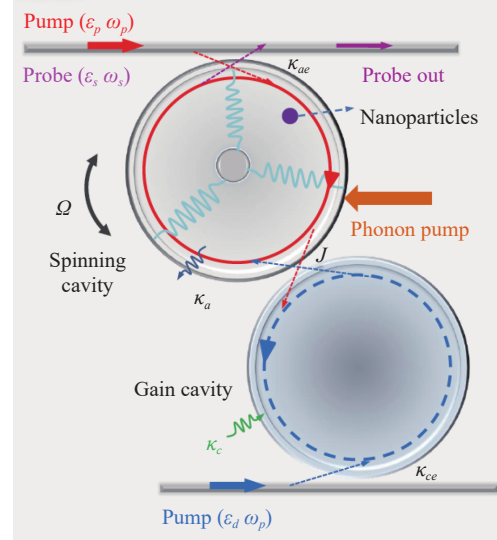 Pump (εp ωp)
Probe (εs ωs)
κae
Probe out
Nanoparticles
Ω
Phonon pump
Spinning
cavity
J
κa
Gain cavity
κc
κce
Pump (εd ωp)